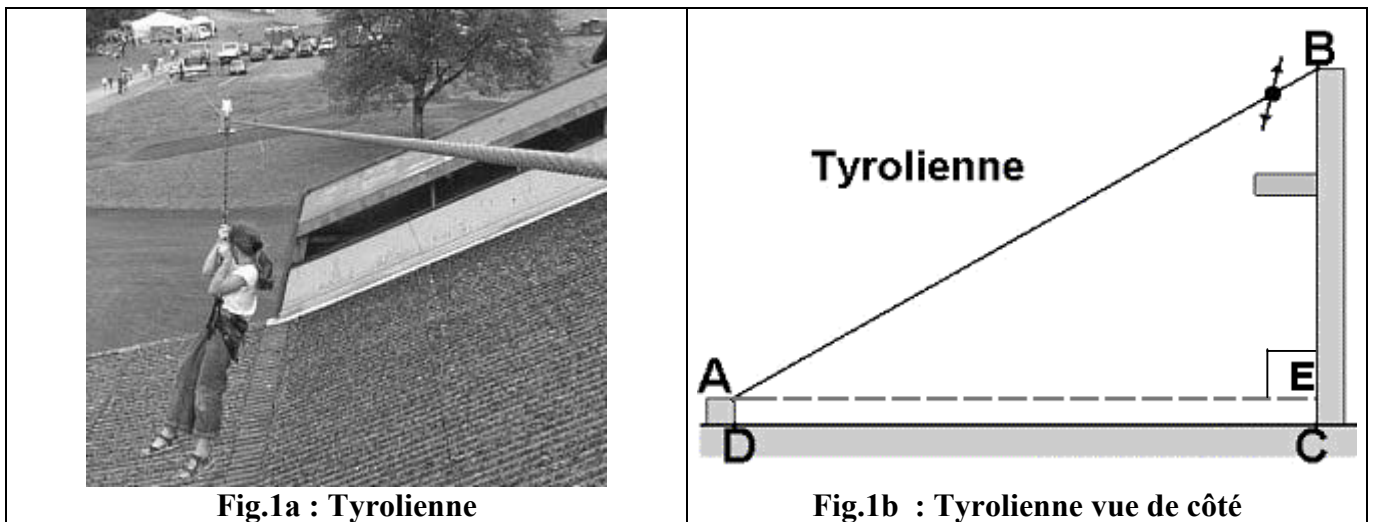 B
Tyrolienne
A
E
D
C
Fig.1a : Tyrolienne
Fig.1b : Tyrolienne vue de côté